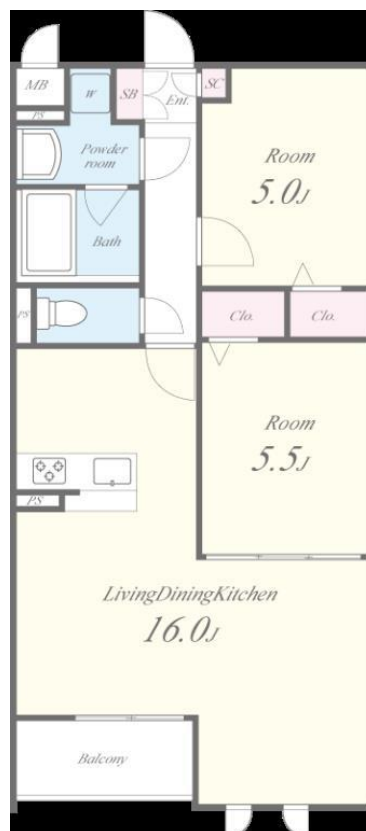 MB
PS
W
SB
Ent.
SC
Powder
room
Room
5.0J
Bath
PS
Clo.
Clo.
Room
5.5J
P.S
LivingDiningKitchen
16.0J
Balcony